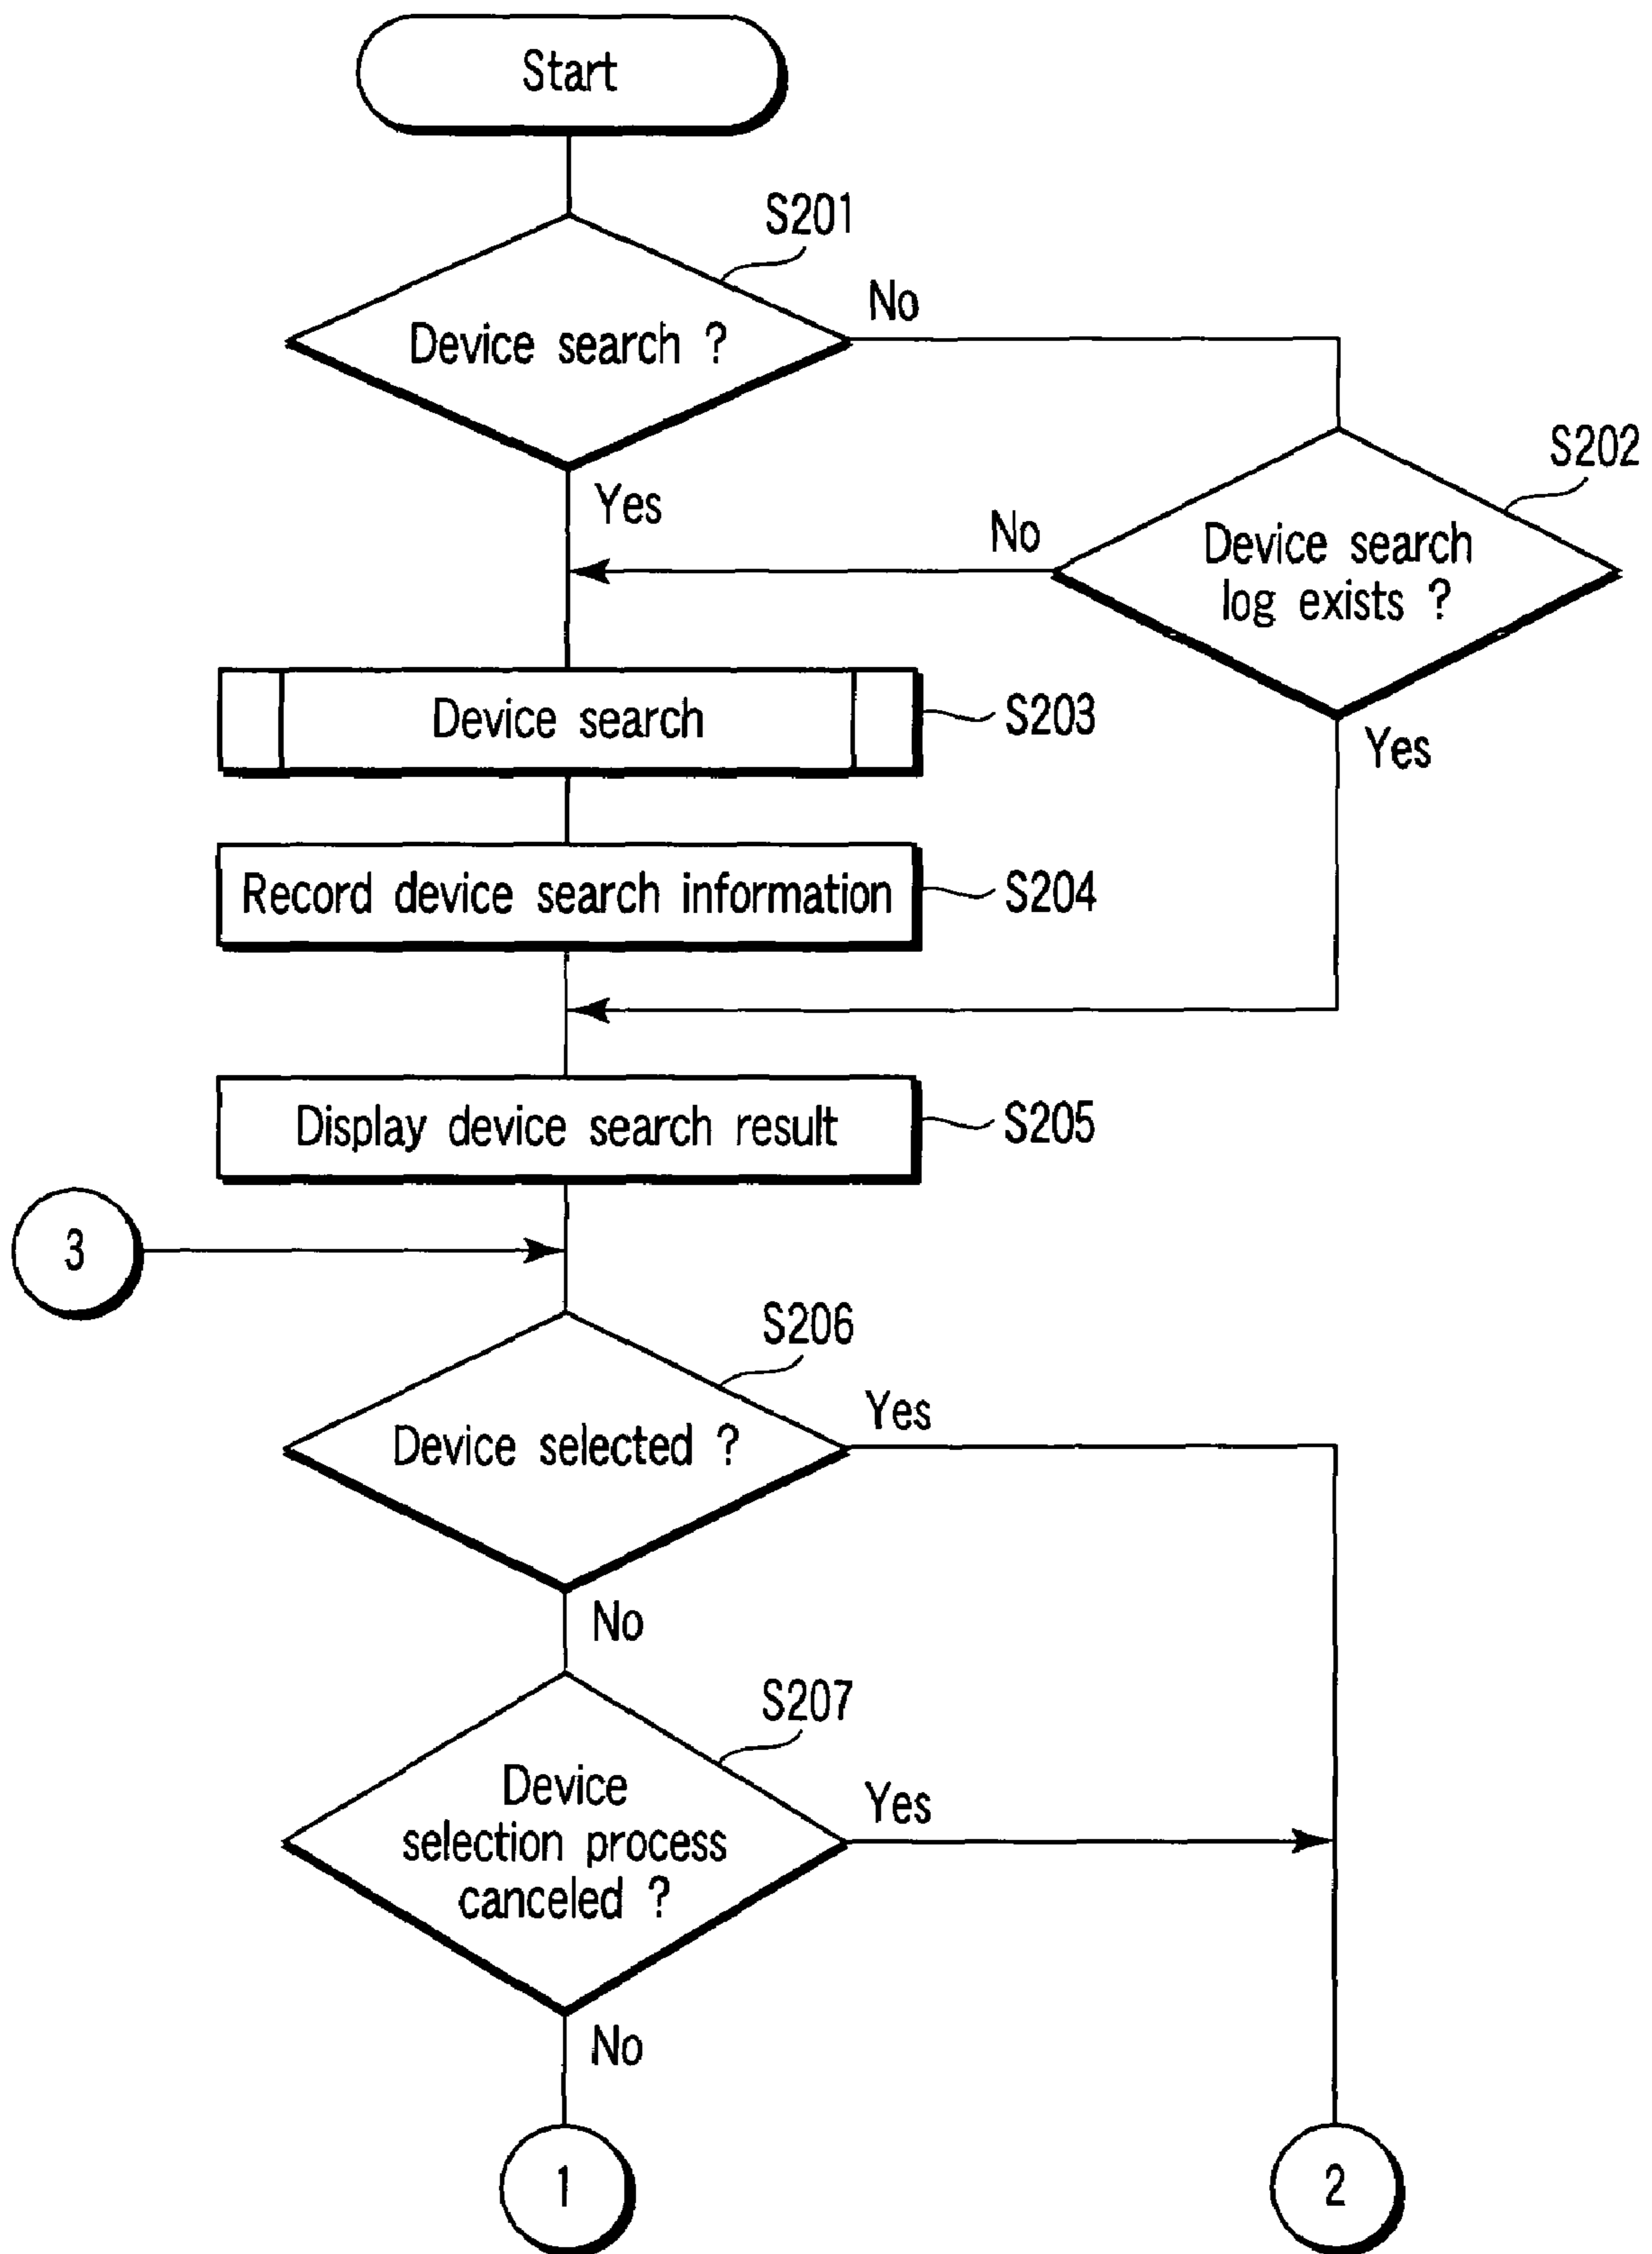 Start
S201
Device search ?
No
Yes
S202
Device search
log exists ?
No
Yes
Device search
S203
Record device search information
S204
Display device search result
S205
3
S206
Device selected ?
Yes
No
S207
Device
selection process
canceled ?
Yes
No
1
2